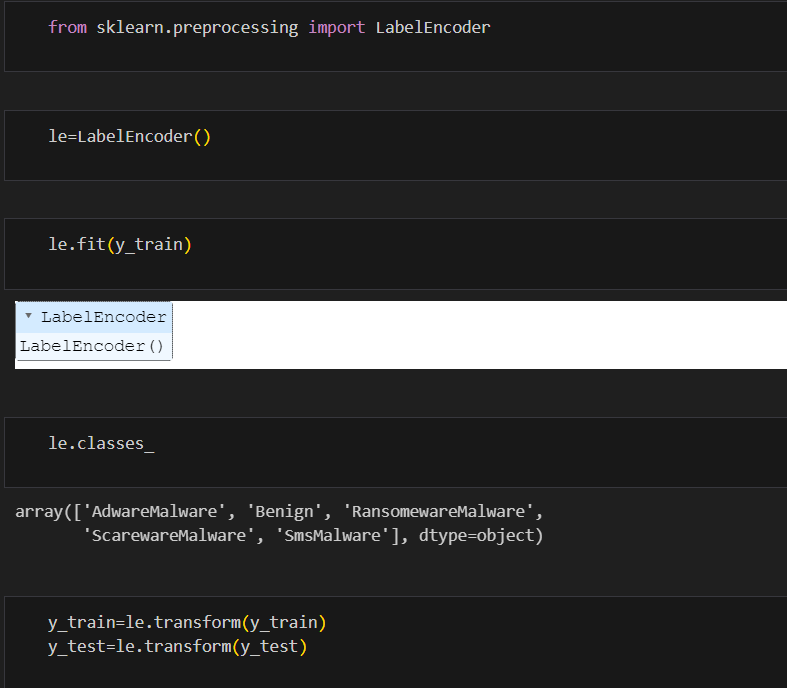 from sklearn.preprocessing import LabelEncoder
le=LabelEncoder()
le.fit(y_train)
▾ LabelEncoder
LabelEncoder()
le.classes_
array(['AdwareMalware', 'Benign', 'RansomewareMalware',
'ScarewareMalware', 'SmsMalware'], dtype=object)
y_train=le.transform(y_train)
y_test=le.transform(y_test)